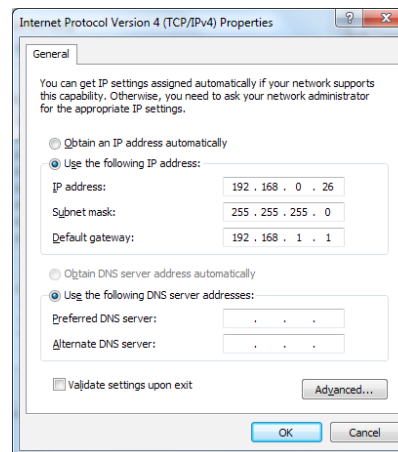 Internet Protocol Version 4 (TCP/IPv4) Properties
General
You can get IP settings assigned automatically if your network supports
this capability. Otherwise, you need to ask your network administrator
for the appropriate IP settings.
Obtain an IP address automatically
Use the following IP address:
IP address: 192 . 168 . 0 . 26
Subnet mask: 255 . 255 . 255 . 0
Default gateway: 192 . 168 . 1 . 1
Obtain DNS server address automatically
Use the following DNS server addresses:
Preferred DNS server: . . .
Alternate DNS server: . . .
Validate settings upon exit
Advanced...
OK Cancel